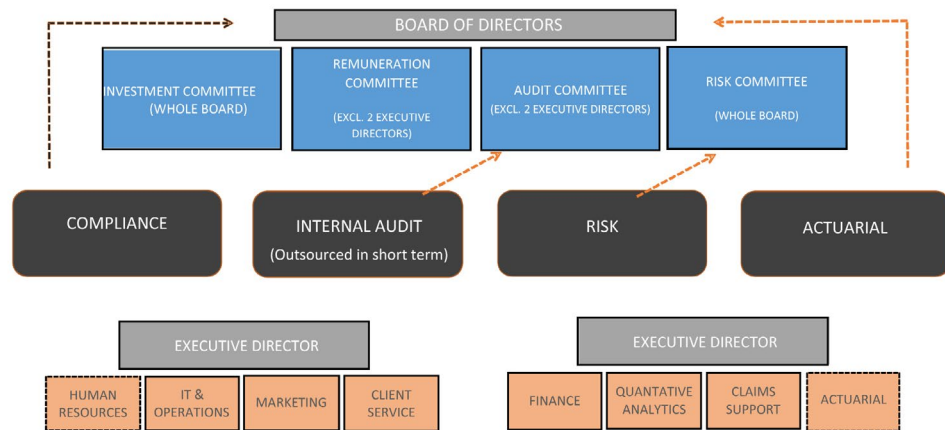 BOARD OF DIRECTORS
INVESTMENT COMMITTEE
(WHOLE BOARD)
REMUNERATION
COMMITTEE
(EXCL. 2 EXECUTIVE
DIRECTORS)
AUDIT COMMITTEE
(EXCL. 2 EXECUTIVE DIRECTORS)
RISK COMMITTEE
(WHOLE BOARD)
COMPLIANCE
INTERNAL AUDIT
(Outsourced in short term)
RISK
ACTUARIAL
EXECUTIVE DIRECTOR
HUMAN
RESOURCES
IT &
OPERATIONS
MARKETING
CLIENT
SERVICE
EXECUTIVE DIRECTOR
FINANCE
QUANTATIVE
ANALYTICS
CLAIMS
SUPPORT
ACTUARIAL